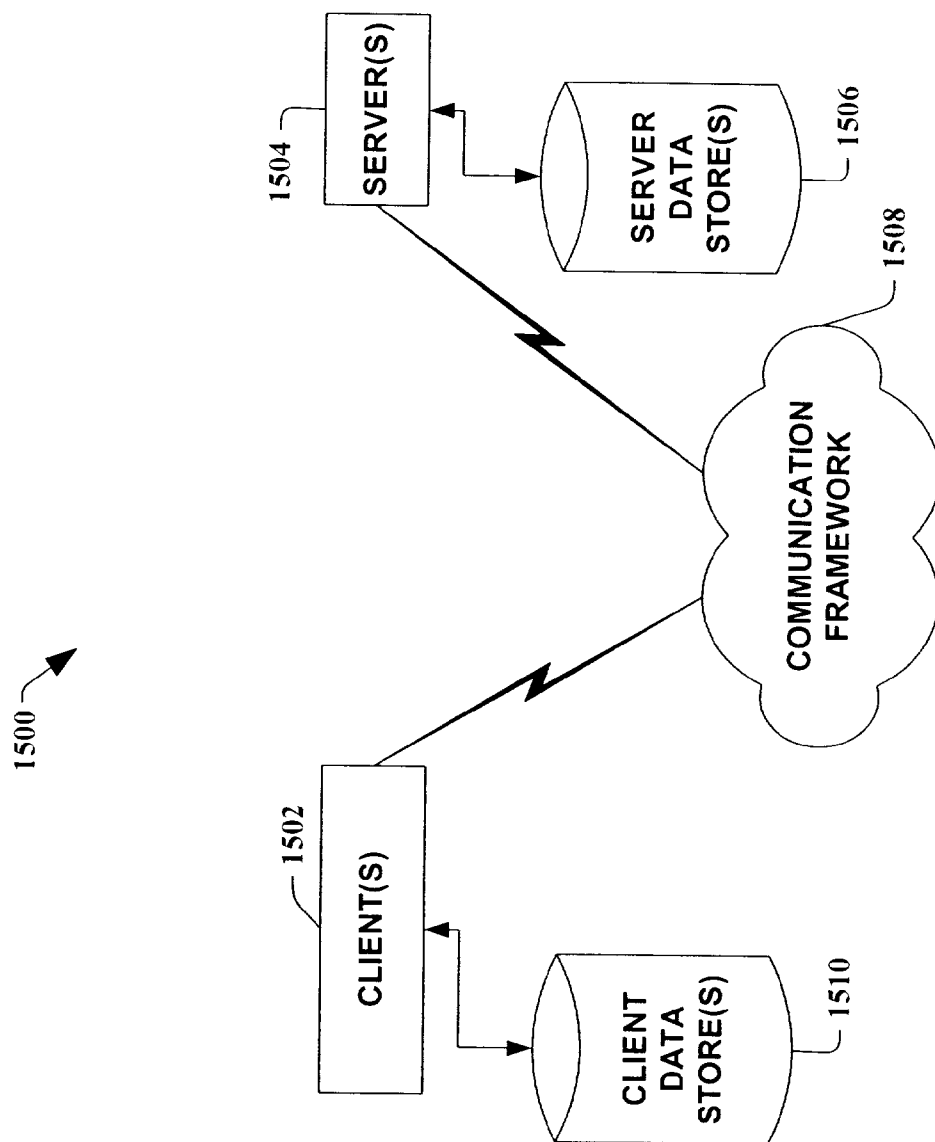 1500
1502
CLIENT(S)
1504
SERVER(S)
CLIENT
DATA
STORE(S)
1510
SERVER
DATA
STORE(S)
1506
COMMUNICATION
FRAMEWORK
1508